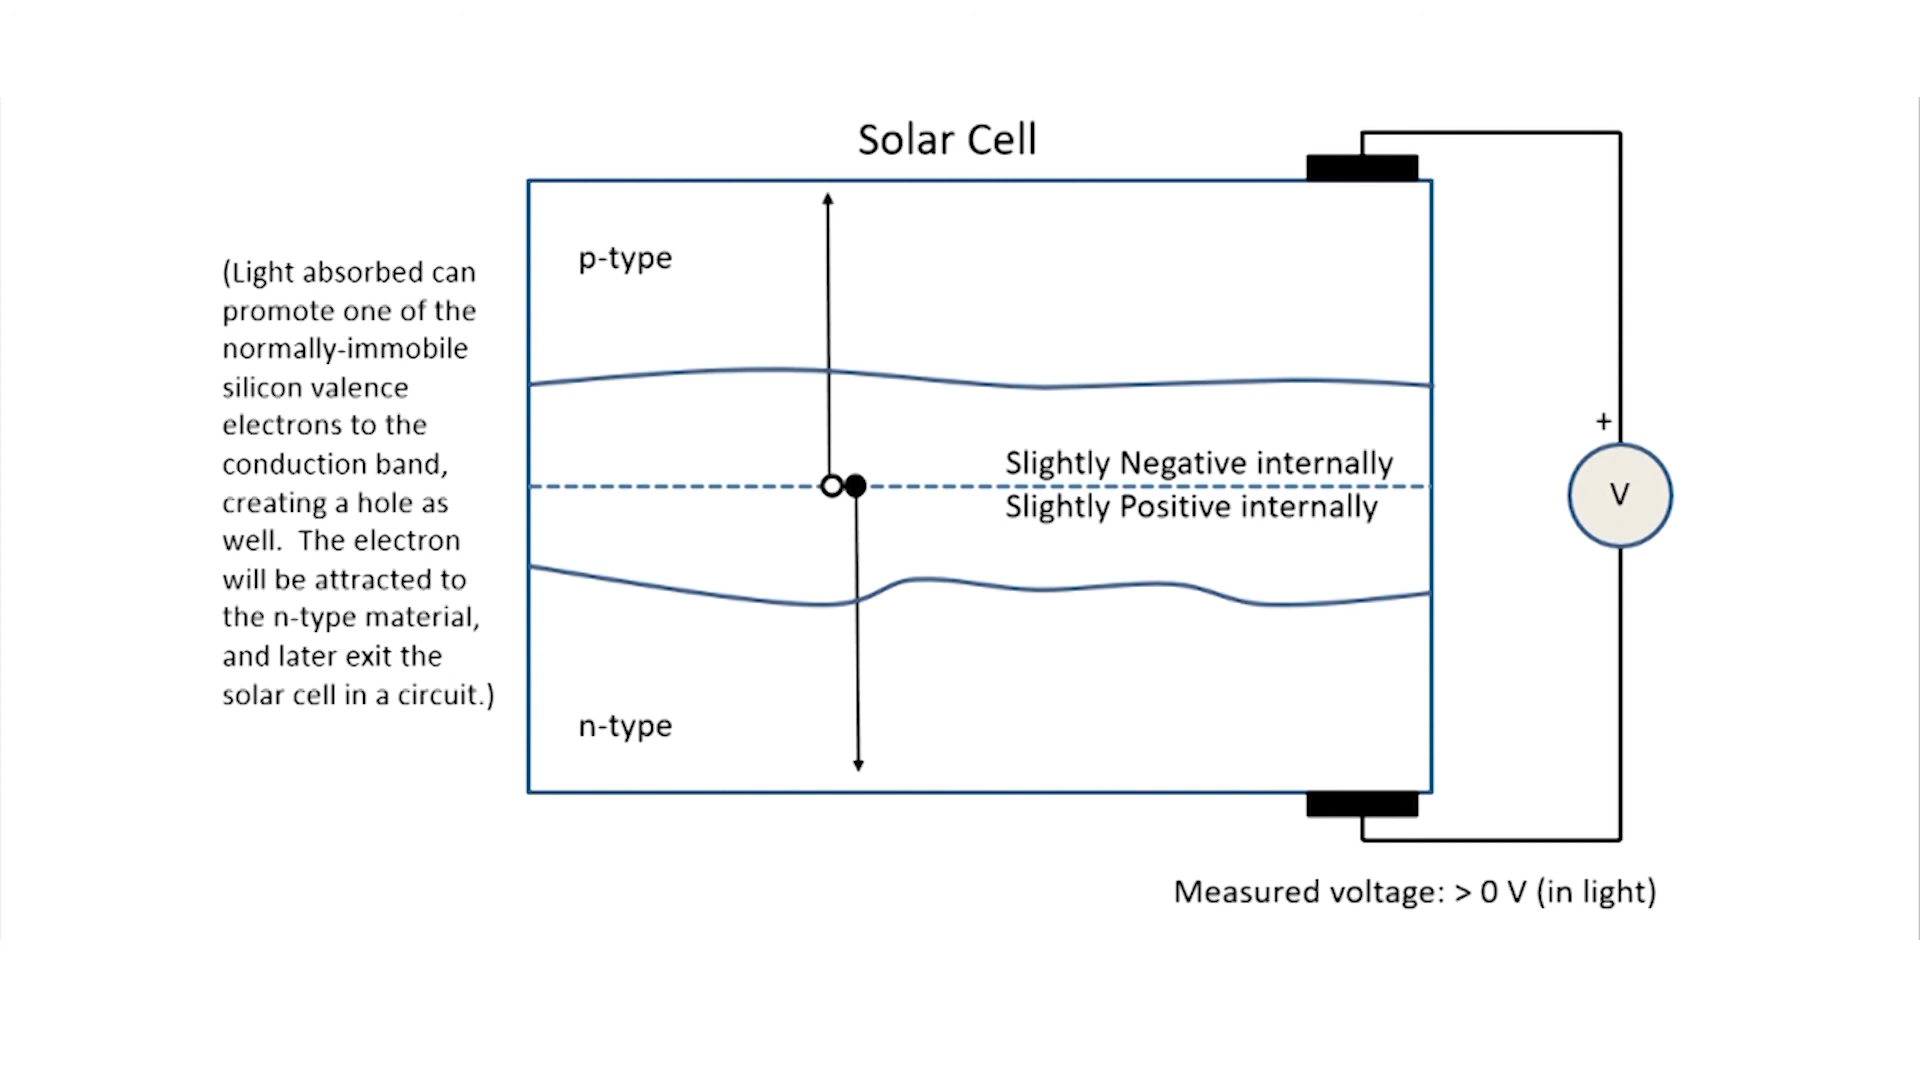 Solar Cell
p-type
(Light absorbed can
promote one of the
normally-immobile
silicon valence
electrons to the
conduction band,
creating a hole as
well. The electron
will be attracted to
the n-type material,
and later exit the
solar cell in a circuit.)
+
Slightly Negative internally
Slightly Positive internally
V
n-type
Measured voltage: > 0 V (in light)